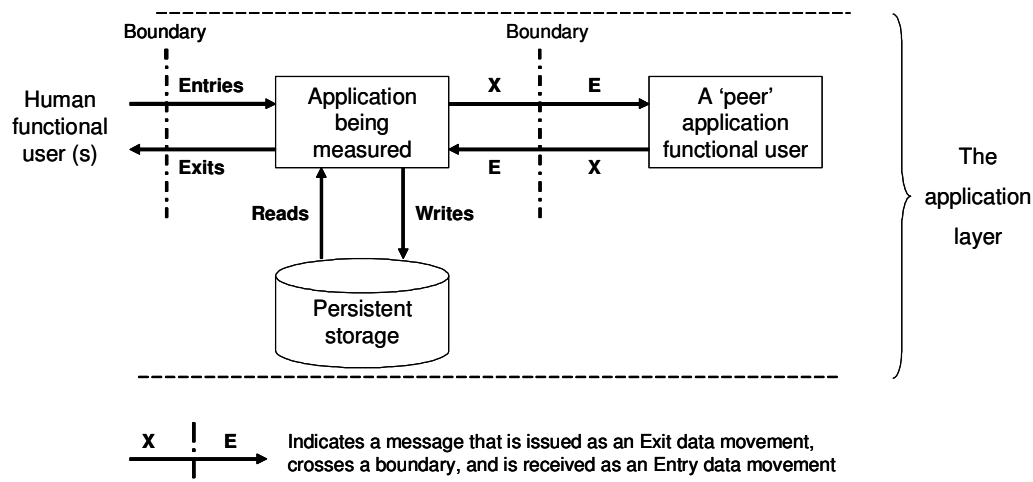 Boundary
Boundary
Entries
Exits
Human
functional
user (s)
Application
being
measured
X
E
E
X
A ‘peer’
application
functional user
The
application
layer
Reads
Writes
Persistent
storage
X
E
Indicates a message that is issued as an Exit data movement,
crosses a boundary, and is received as an Entry data movement